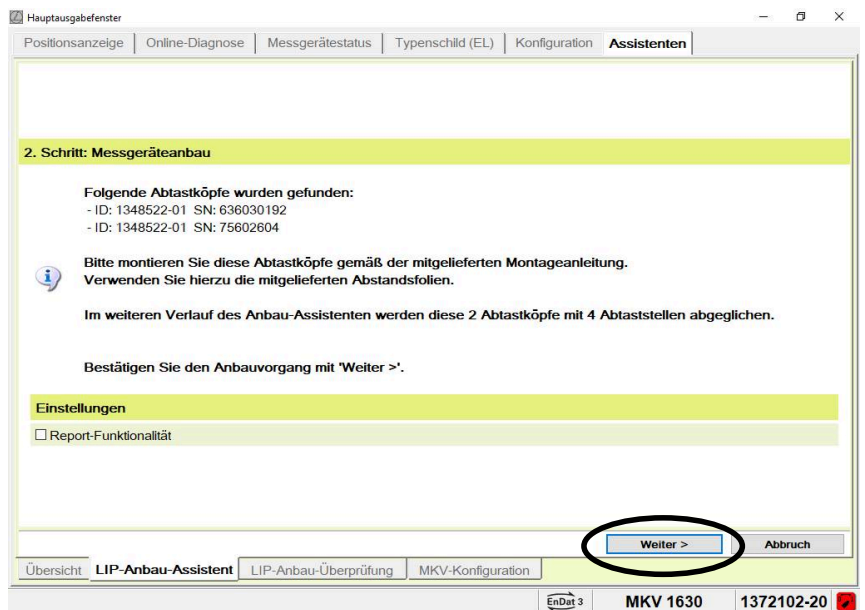 Hauptausgabefenster
Positionsanzeige Online-Diagnose Messgerätestatus Typenschild (EL) Konfiguration Assistenten
2. Schritt: Messgeräteanbau
Folgende Abtastköpfe wurden gefunden:
- ID: 1348522-01 SN: 636030192
- ID: 1348522-01 SN: 75602604
Bitte montieren Sie diese Abtastköpfe gemäß der mitgelieferten Montageanleitung.
Verwenden Sie hierzu die mitgelieferten Abstandsfolien.
Im weiteren Verlauf des Anbau-Assistenten werden diese 2 Abtastköpfe mit 4 Abtaststellen abgeglichen.
Bestätigen Sie den Anbauvorgang mit 'Weiter >'.
Einstellungen
Report-Funktionalität
Weiter > Abbruch
Übersicht LIP-Anbau-Assistent LIP-Anbau-Überprüfung MKV-Konfiguration
EnDat 3 MKV 1630 1372102-20